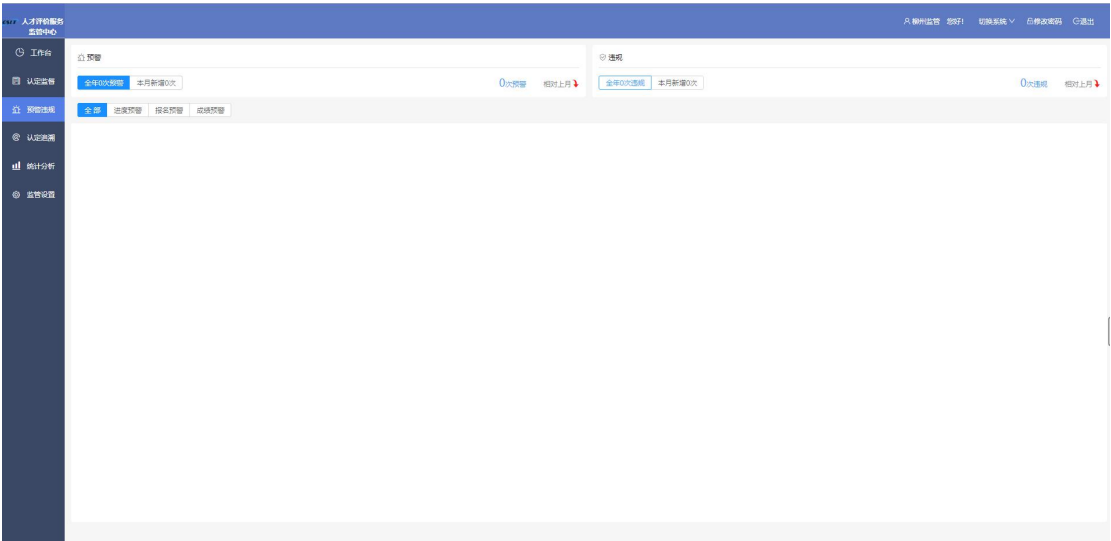 人才评价服务
监管中心
柳州监管 您好! 切换系统 修改密码 退出
工作台
认定监督
预警违规
认定追溯
统计分析
监管设置
预警
全年0次预警 本月新增0次 0次预警 相对上月
全部 进度预警 报名预警 成绩预警
违规
全年0次违规 本月新增0次 0次违规 相对上月